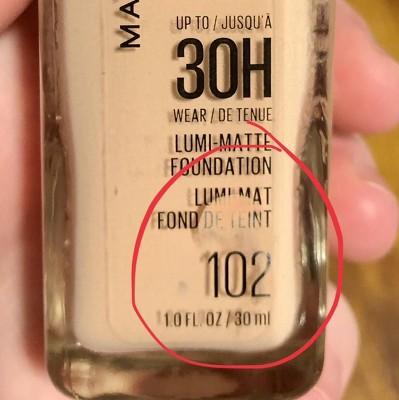 MA
UP TO / JUSQU'À
30H
WEAR / DE TENUE
LUMI-MATTE
FOUNDATION
LUMI-MAT
FOND DE TEINT
102
1.0 FL. OZ / 30 ml